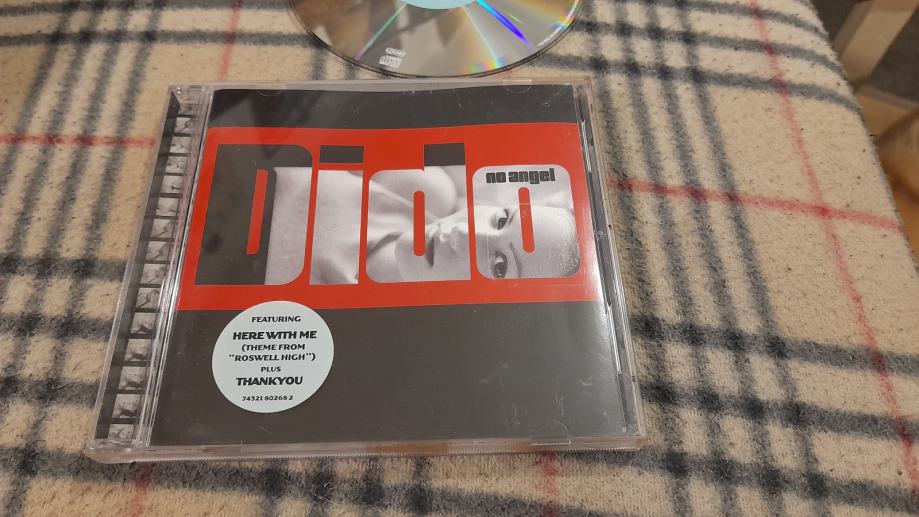 Dido
no angel
FEATURING
HERE WITH ME
(THEME FROM
"ROSWELL HIGH")
PLUS
THANKYOU
74321 80268 2